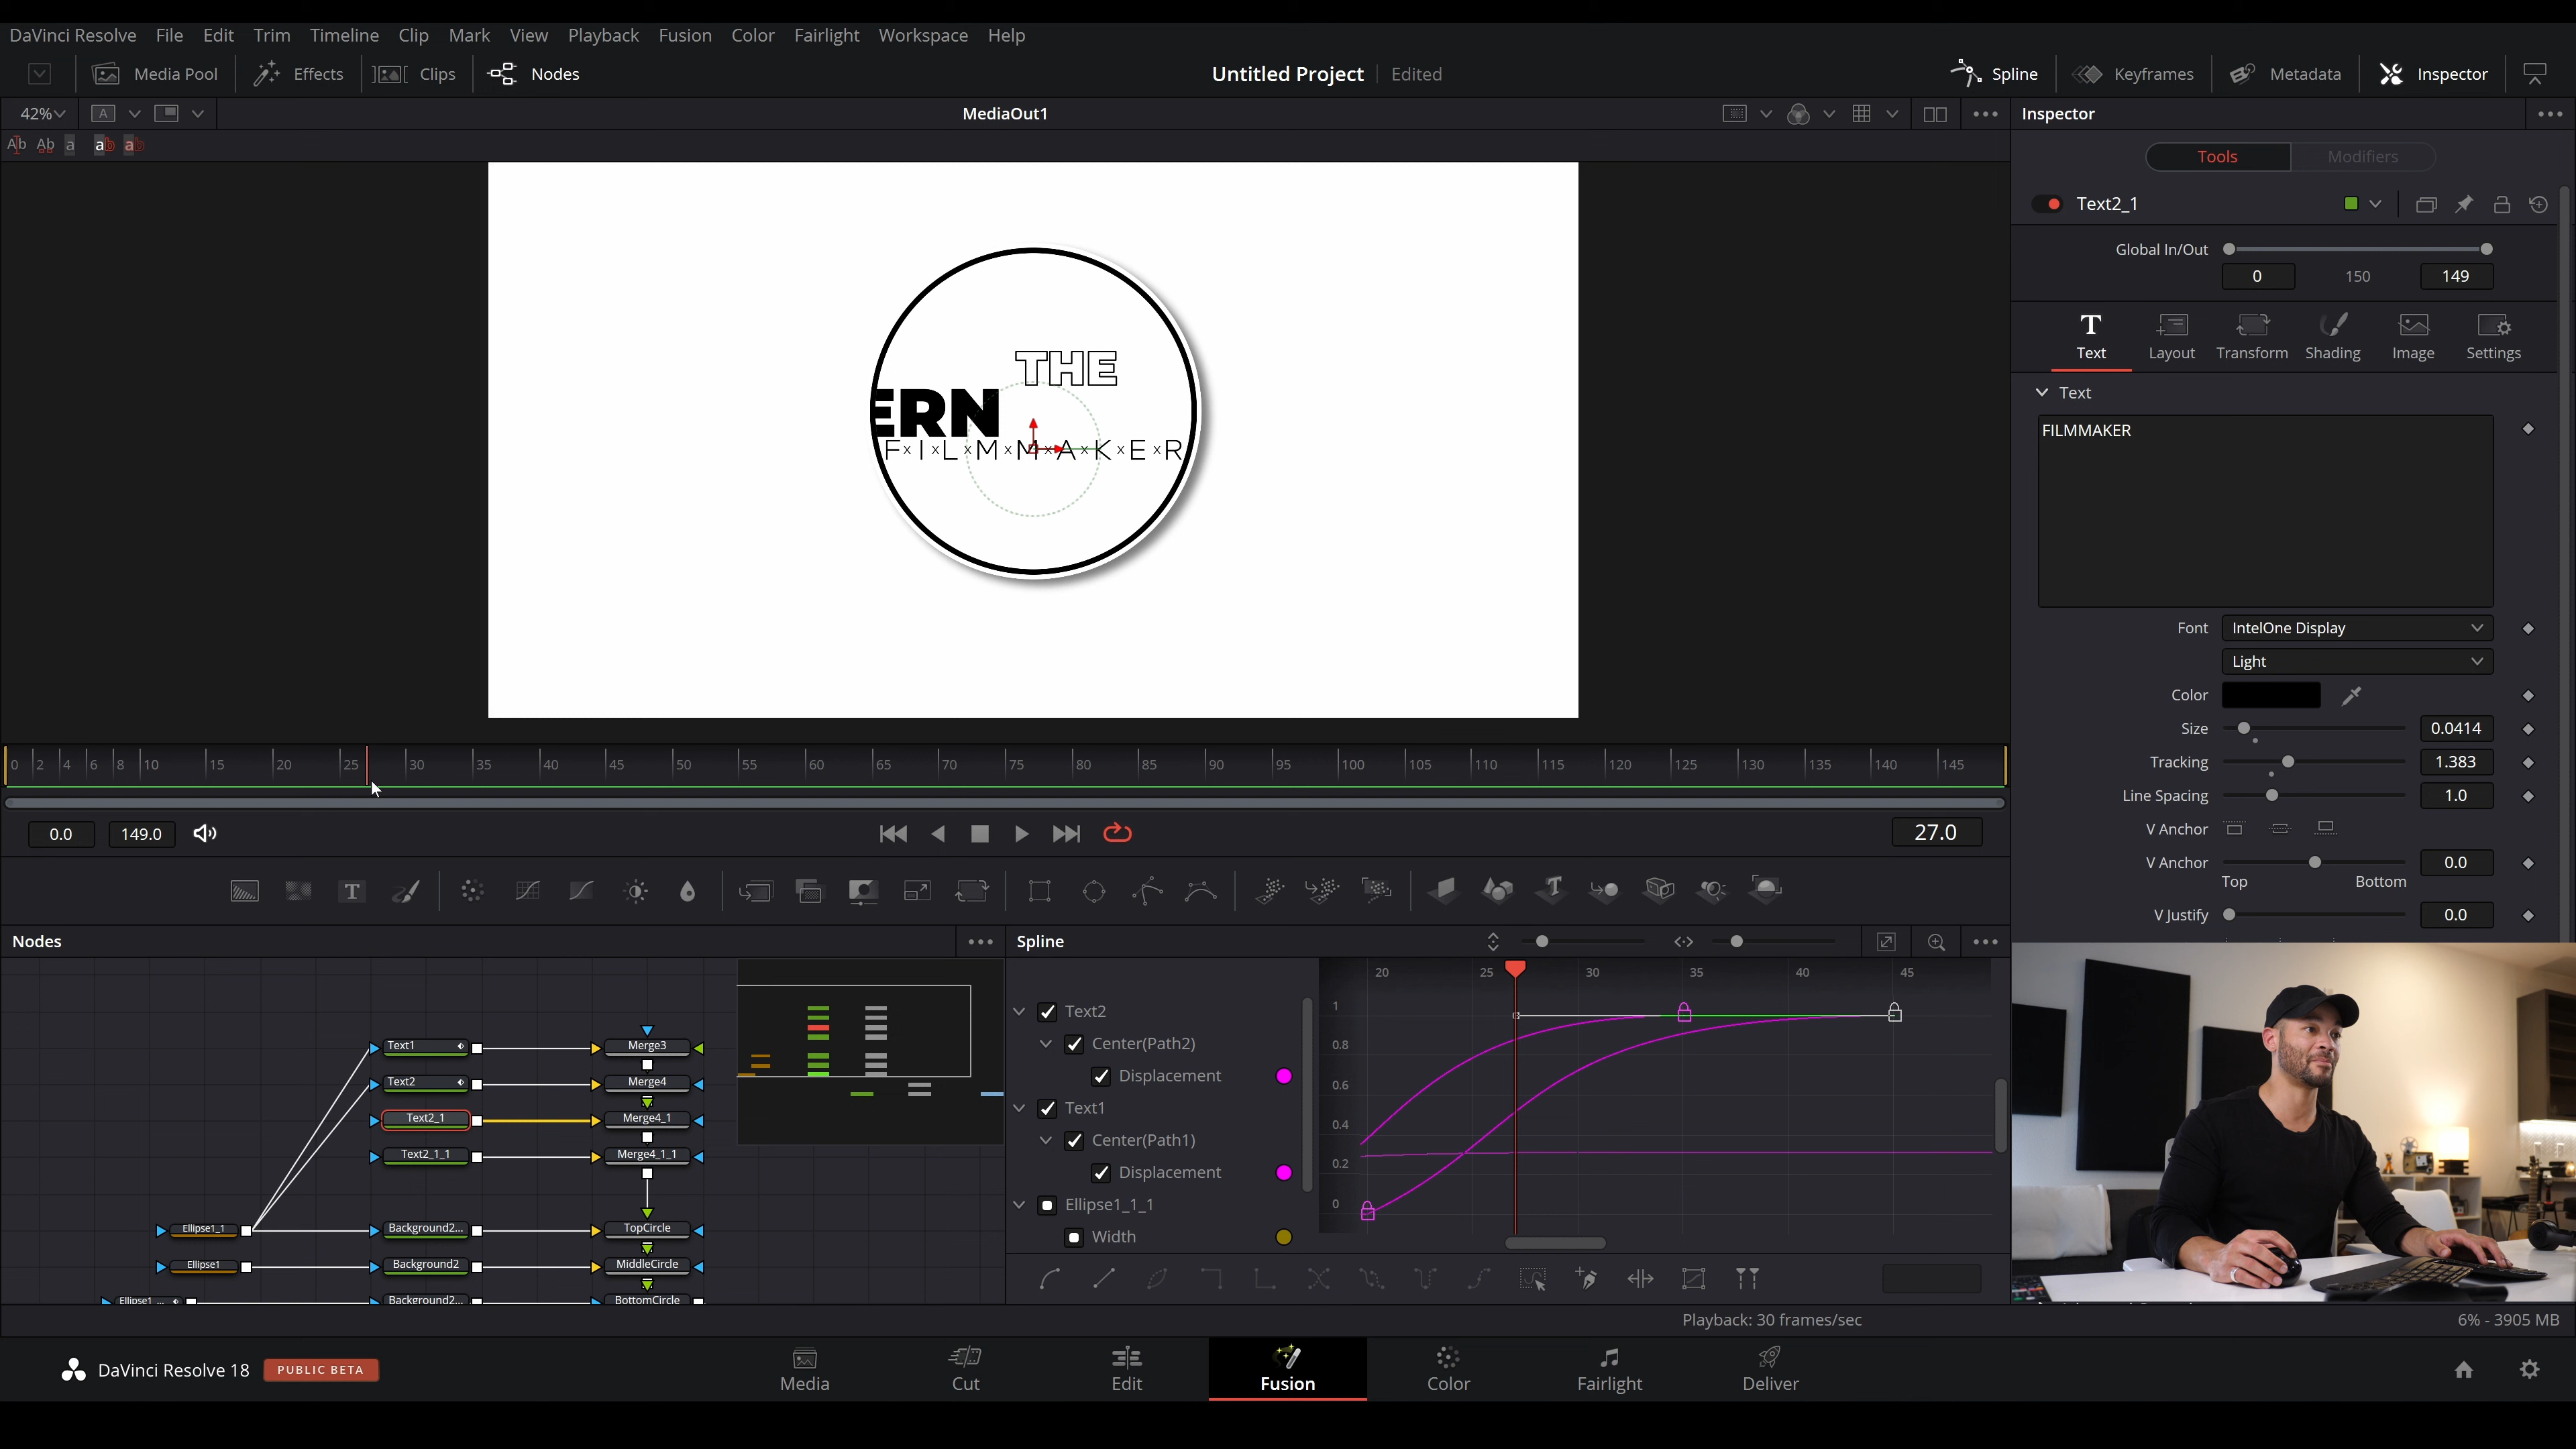 DaVinci Resolve File Edit Trim Timeline Clip Mark View Playback Fusion Color Fairlight Workspace Help
Media Pool Effects Clips Nodes Untitled Project Edited Spline Keyframes Metadata Inspector
42% A MediaOut1 Inspector
Ab Ab a ab ab
Tools Modifiers
Text2_1
Global In/Out
0 150 149
Text Layout Transform Shading Image Settings
Text
FILMMAKER
THE
ERN
F x I x L x M x M x A x K x E x R
Font IntelOne Display
Light
Color
Size 0.0414
Tracking 1.383
Line Spacing 1.0
V Anchor
V Anchor 0.0
Top Bottom
V Justify 0.0
0 2 4 6 8 10 15 20 25 30 35 40 45 50 55 60 65 70 75 80 85 90 95 100 105 110 115 120 125 130 135 140 145
0.0 149.0 27.0
Nodes
Text1 Merge3
Text2 Merge4
Text2_1 Merge4_1
Text2_1_1 Merge4_1_1
Ellipse1_1 Background2... TopCircle
Ellipse1 Background2 MiddleCircle
Ellipse1_... Background2... BottomCircle
Spline
20 25 30 35 40 45
1
0.8
0.6
0.4
0.2
0
Text2
Center(Path2)
Displacement
Text1
Center(Path1)
Displacement
Ellipse1_1_1
Width
Playback: 30 frames/sec 6% - 3905 MB
DaVinci Resolve 18 PUBLIC BETA Media Cut Edit Fusion Color Fairlight Deliver